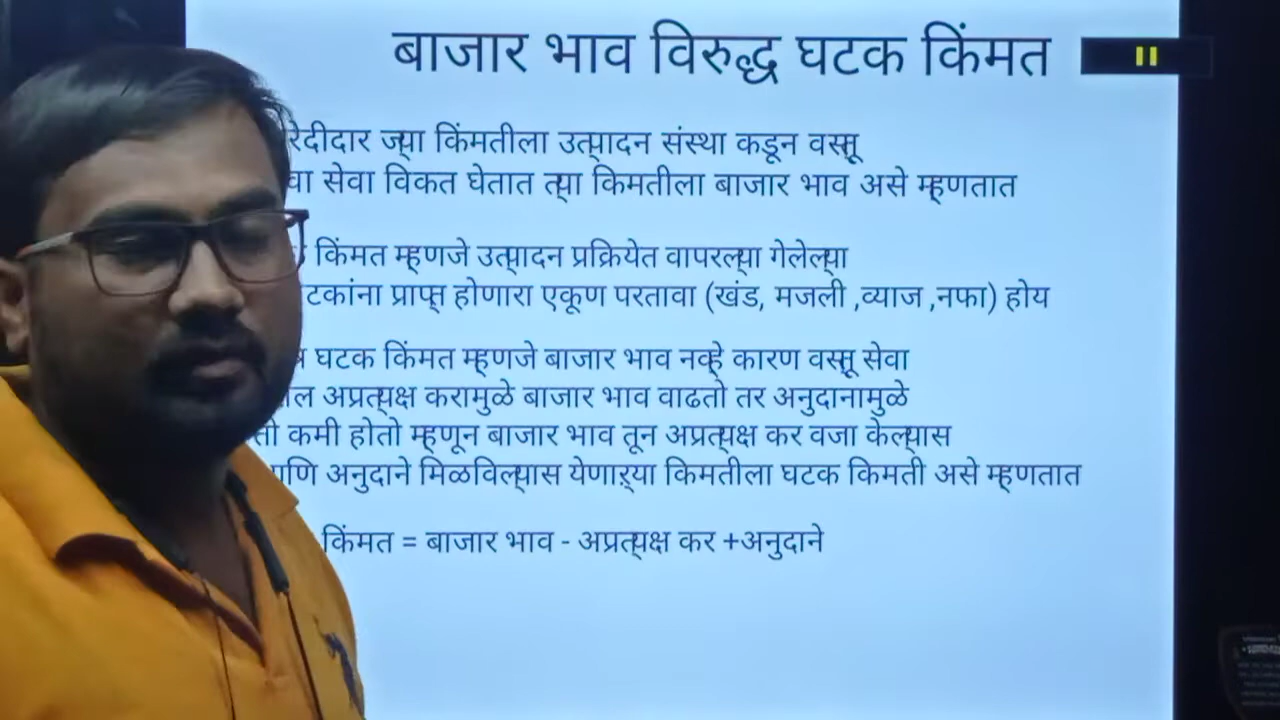 बाजार भाव विरुद्ध घटक किंमत
ज्या किंमतीला उत्पादन संस्था कडून वस्तू
सेवा विकत घेतात त्या किमतीला बाजार भाव असे म्हणतात
किंमत म्हणजे उत्पादन प्रक्रियेत वापरल्या गेलेल्या
प्राप्त होणारा एकूण परतावा (खंड, मजली ,व्याज ,नफा) होय
घटक किंमत म्हणजे बाजार भाव नव्हे कारण वस्तू सेवा
अप्रत्यक्ष करामुळे बाजार भाव वाढतो तर अनुदानामुळे
तो कमी होतो म्हणून बाजार भाव तून अप्रत्यक्ष कर वजा केल्यास
अनुदाने मिळविल्यास येणाऱ्या किमतीला घटक किमती असे म्हणतात
किंमत = बाजार भाव - अप्रत्यक्ष कर +अनुदाने